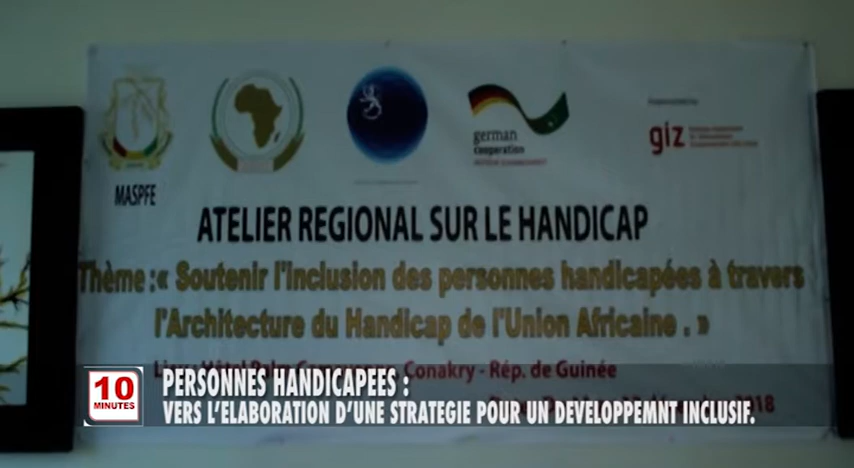 MASPFE
german
cooperation
giz
ATELIER REGIONAL SUR LE HANDICAP
Thème :« Soutenir l'inclusion des personnes handicapées à travers
l'Architecture du Handicap de l'Union Africaine . »
Conakry - Rép. de Guinée
2018
10
MINUTES
PERSONNES HANDICAPEES :
VERS L'ELABORATION D'UNE STRATEGIE POUR UN DEVELOPPEMNT INCLUSIF.